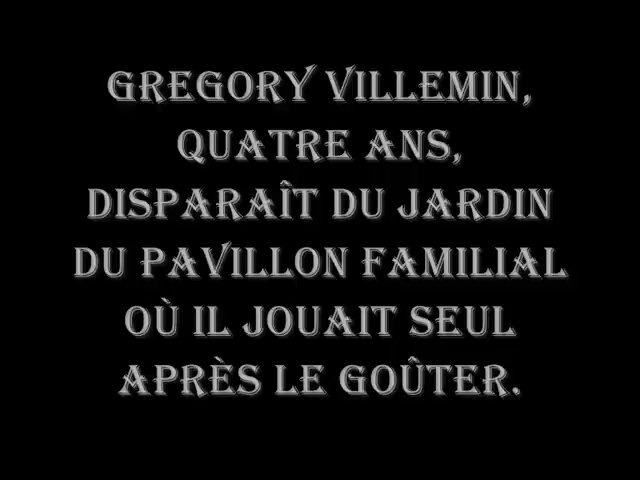 GREGORY VILLEMIN,
QUATRE ANS,
DISPARAÎT DU JARDIN
DU PAVILLON FAMILIAL
OÙ IL JOUAIT SEUL
APRÈS LE GOÛTER.